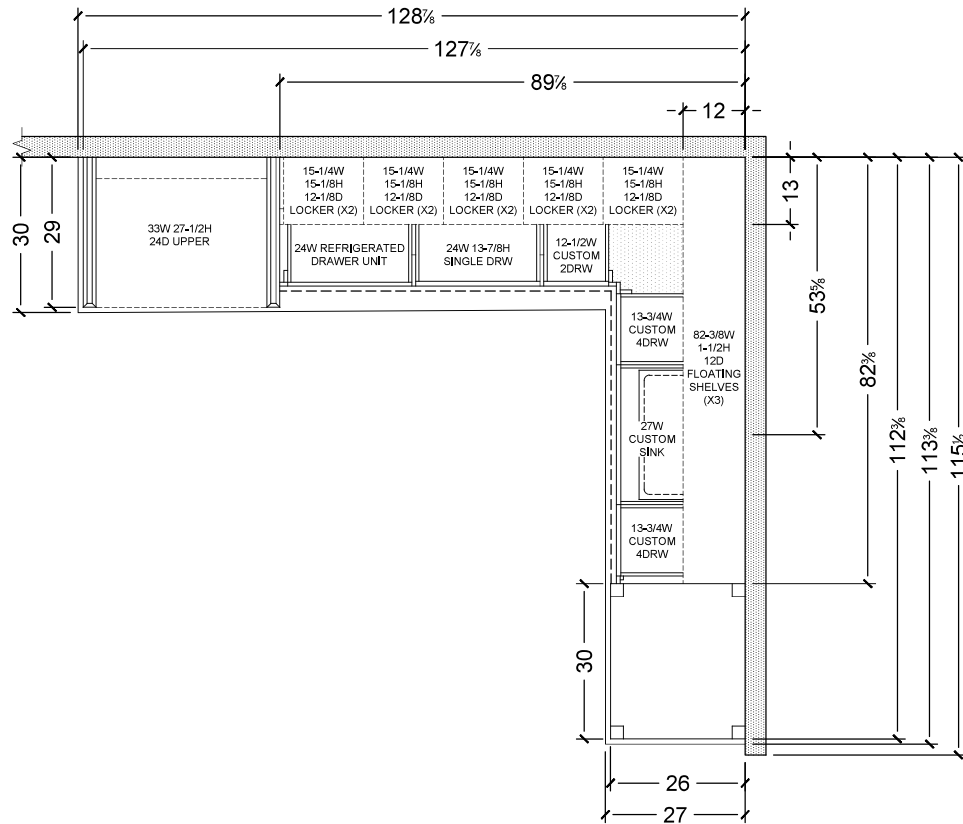 128⅞
127⅞
89⅞
12
30
29
33W 27-1/2H
24D UPPER
15-1/4W
15-1/8H
12-1/8D
LOCKER (X2)
15-1/4W
15-1/8H
12-1/8D
LOCKER (X2)
15-1/4W
15-1/8H
12-1/8D
LOCKER (X2)
15-1/4W
15-1/8H
12-1/8D
LOCKER (X2)
15-1/4W
15-1/8H
12-1/8D
LOCKER (X2)
13
24W REFRIGERATED
DRAWER UNIT
24W 13-7/8H
SINGLE DRW
12-1/2W
CUSTOM
2DRW
13-3/4W
CUSTOM
4DRW
82-3/8W
1-1/2H
12D
FLOATING
SHELVES
(X3)
27W
CUSTOM
SINK
13-3/4W
CUSTOM
4DRW
53⅝
82⅜
112⅜
113⅜
30
26
27